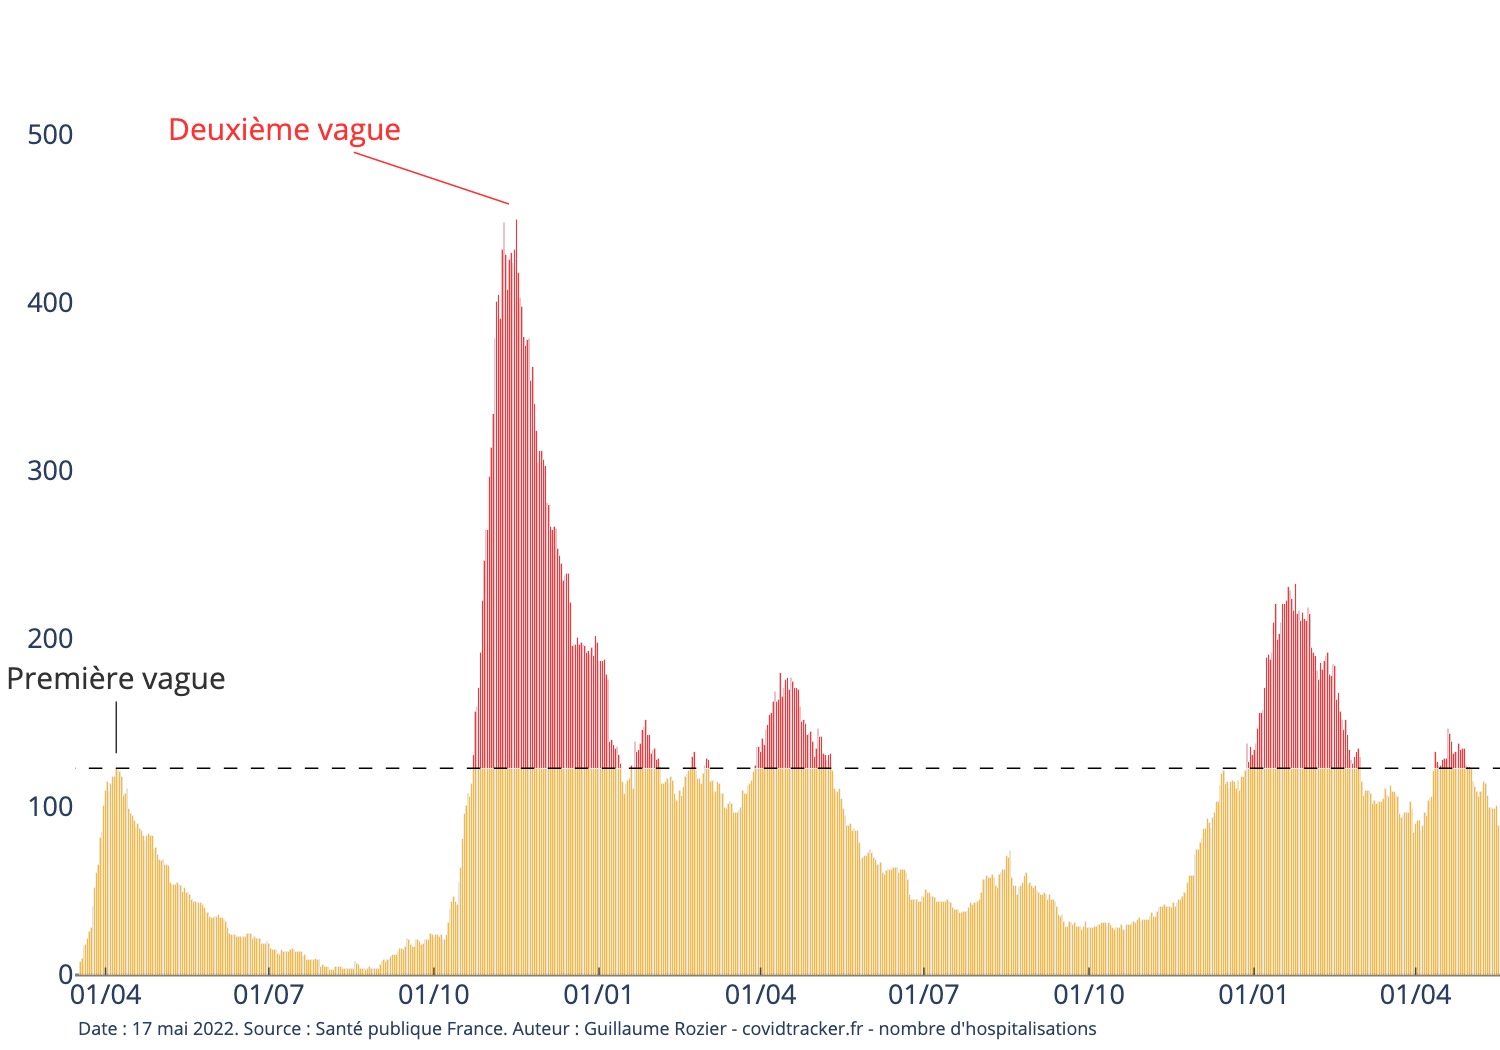 500
Deuxième vague
400
300
200
Première vague
100
0
01/04 01/07 01/10 01/01 01/04 01/07 01/10 01/01 01/04
Date : 17 mai 2022. Source : Santé publique France. Auteur : Guillaume Rozier - covidtracker.fr - nombre d'hospitalisations